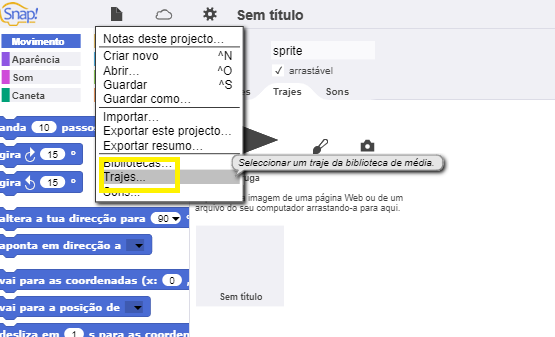 Snap!
Sem título
Movimento
Aparência
Som
Caneta
Notas deste projecto…
Criar novo ^N
Abrir… ^O
Guardar ^S
Guardar como…
Importar…
Exportar este projecto…
Exportar resumo…
Bibliotecas…
Trajes…
Sons…
sprite
✓ arrastável
Trajes
Sons
Seleccionar um traje da biblioteca de média.
imagem de uma página Web ou de um
arquivo do seu computador arrastando-a para aqui.
Sem título
anda 10 passos
gira 15 º
gira 15 º
altera a tua direcção para 90 º
aponta em direcção a
vai para as coordenadas (x: 0 ,
vai para a posição de
desliza em 1 s para as coorden